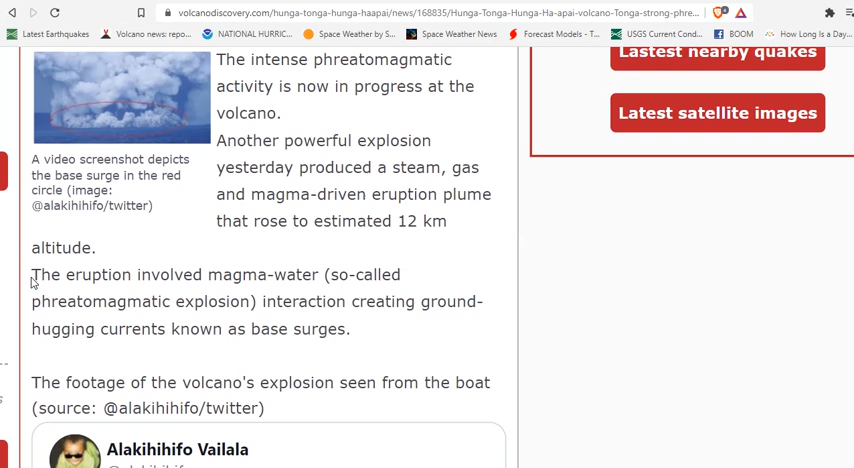 volcanodiscovery.com/hunga-tonga-hunga-haapai/news/168835/Hunga-Tonga-Hunga-Ha-apai-volcano-Tonga-strong-phre...
Latest Earthquakes
Volcano news: repo...
NATIONAL HURRIC...
Space Weather by S...
Space Weather News
Forecast Models - T...
USGS Current Cond...
BOOM
How Long Is a Day...
The intense phreatomagmatic
activity is now in progress at the
volcano.
Another powerful explosion
yesterday produced a steam, gas
and magma-driven eruption plume
that rose to estimated 12 km
altitude.
A video screenshot depicts
the base surge in the red
circle (image:
@alakihihifo/twitter)
The eruption involved magma-water (so-called
phreatomagmatic explosion) interaction creating ground-
hugging currents known as base surges.
The footage of the volcano's explosion seen from the boat
(source: @alakihihifo/twitter)
Alakihihifo Vailala
Lastest nearby quakes
Latest satellite images